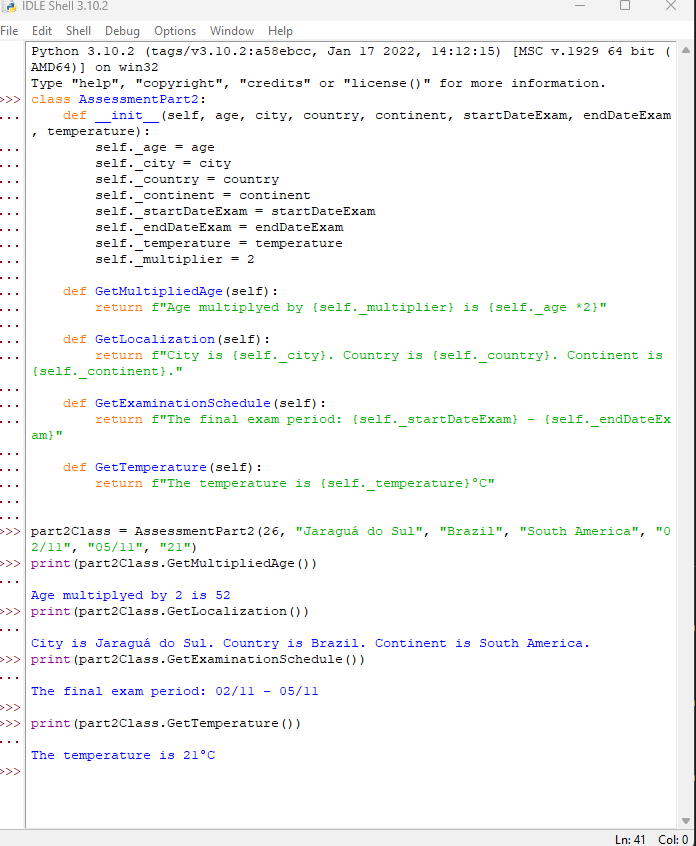 IDLE Shell 3.10.2
File Edit Shell Debug Options Window Help
Python 3.10.2 (tags/v3.10.2:a58ebcc, Jan 17 2022, 14:12:15) [MSC v.1929 64 bit (
AMD64)] on win32
Type "help", "copyright", "credits" or "license()" for more information.
>>> class AssessmentPart2:
...     def __init__(self, age, city, country, continent, startDateExam, endDateExam
, temperature):
...         self._age = age
...         self._city = city
...         self._country = country
...         self._continent = continent
...         self._startDateExam = startDateExam
...         self._endDateExam = endDateExam
...         self._temperature = temperature
...         self._multiplier = 2
...
...     def GetMultipliedAge(self):
...         return f"Age multiplyed by {self._multiplier} is {self._age *2}"
...
...     def GetLocalization(self):
...         return f"City is {self._city}. Country is {self._country}. Continent is
{self._continent}."
...
...     def GetExaminationSchedule(self):
...         return f"The final exam period: {self._startDateExam} - {self._endDateEx
am}"
...
...     def GetTemperature(self):
...         return f"The temperature is {self._temperature}°C"
...
...
>>> part2Class = AssessmentPart2(26, "Jaraguá do Sul", "Brazil", "South America", "0
2/11", "05/11", "21")
>>> print(part2Class.GetMultipliedAge())
...
Age multiplyed by 2 is 52
>>> print(part2Class.GetLocalization())
...
City is Jaraguá do Sul. Country is Brazil. Continent is South America.
>>> print(part2Class.GetExaminationSchedule())
...
The final exam period: 02/11 - 05/11
>>>
>>> print(part2Class.GetTemperature())
...
The temperature is 21°C
>>>
Ln: 41 Col: 0